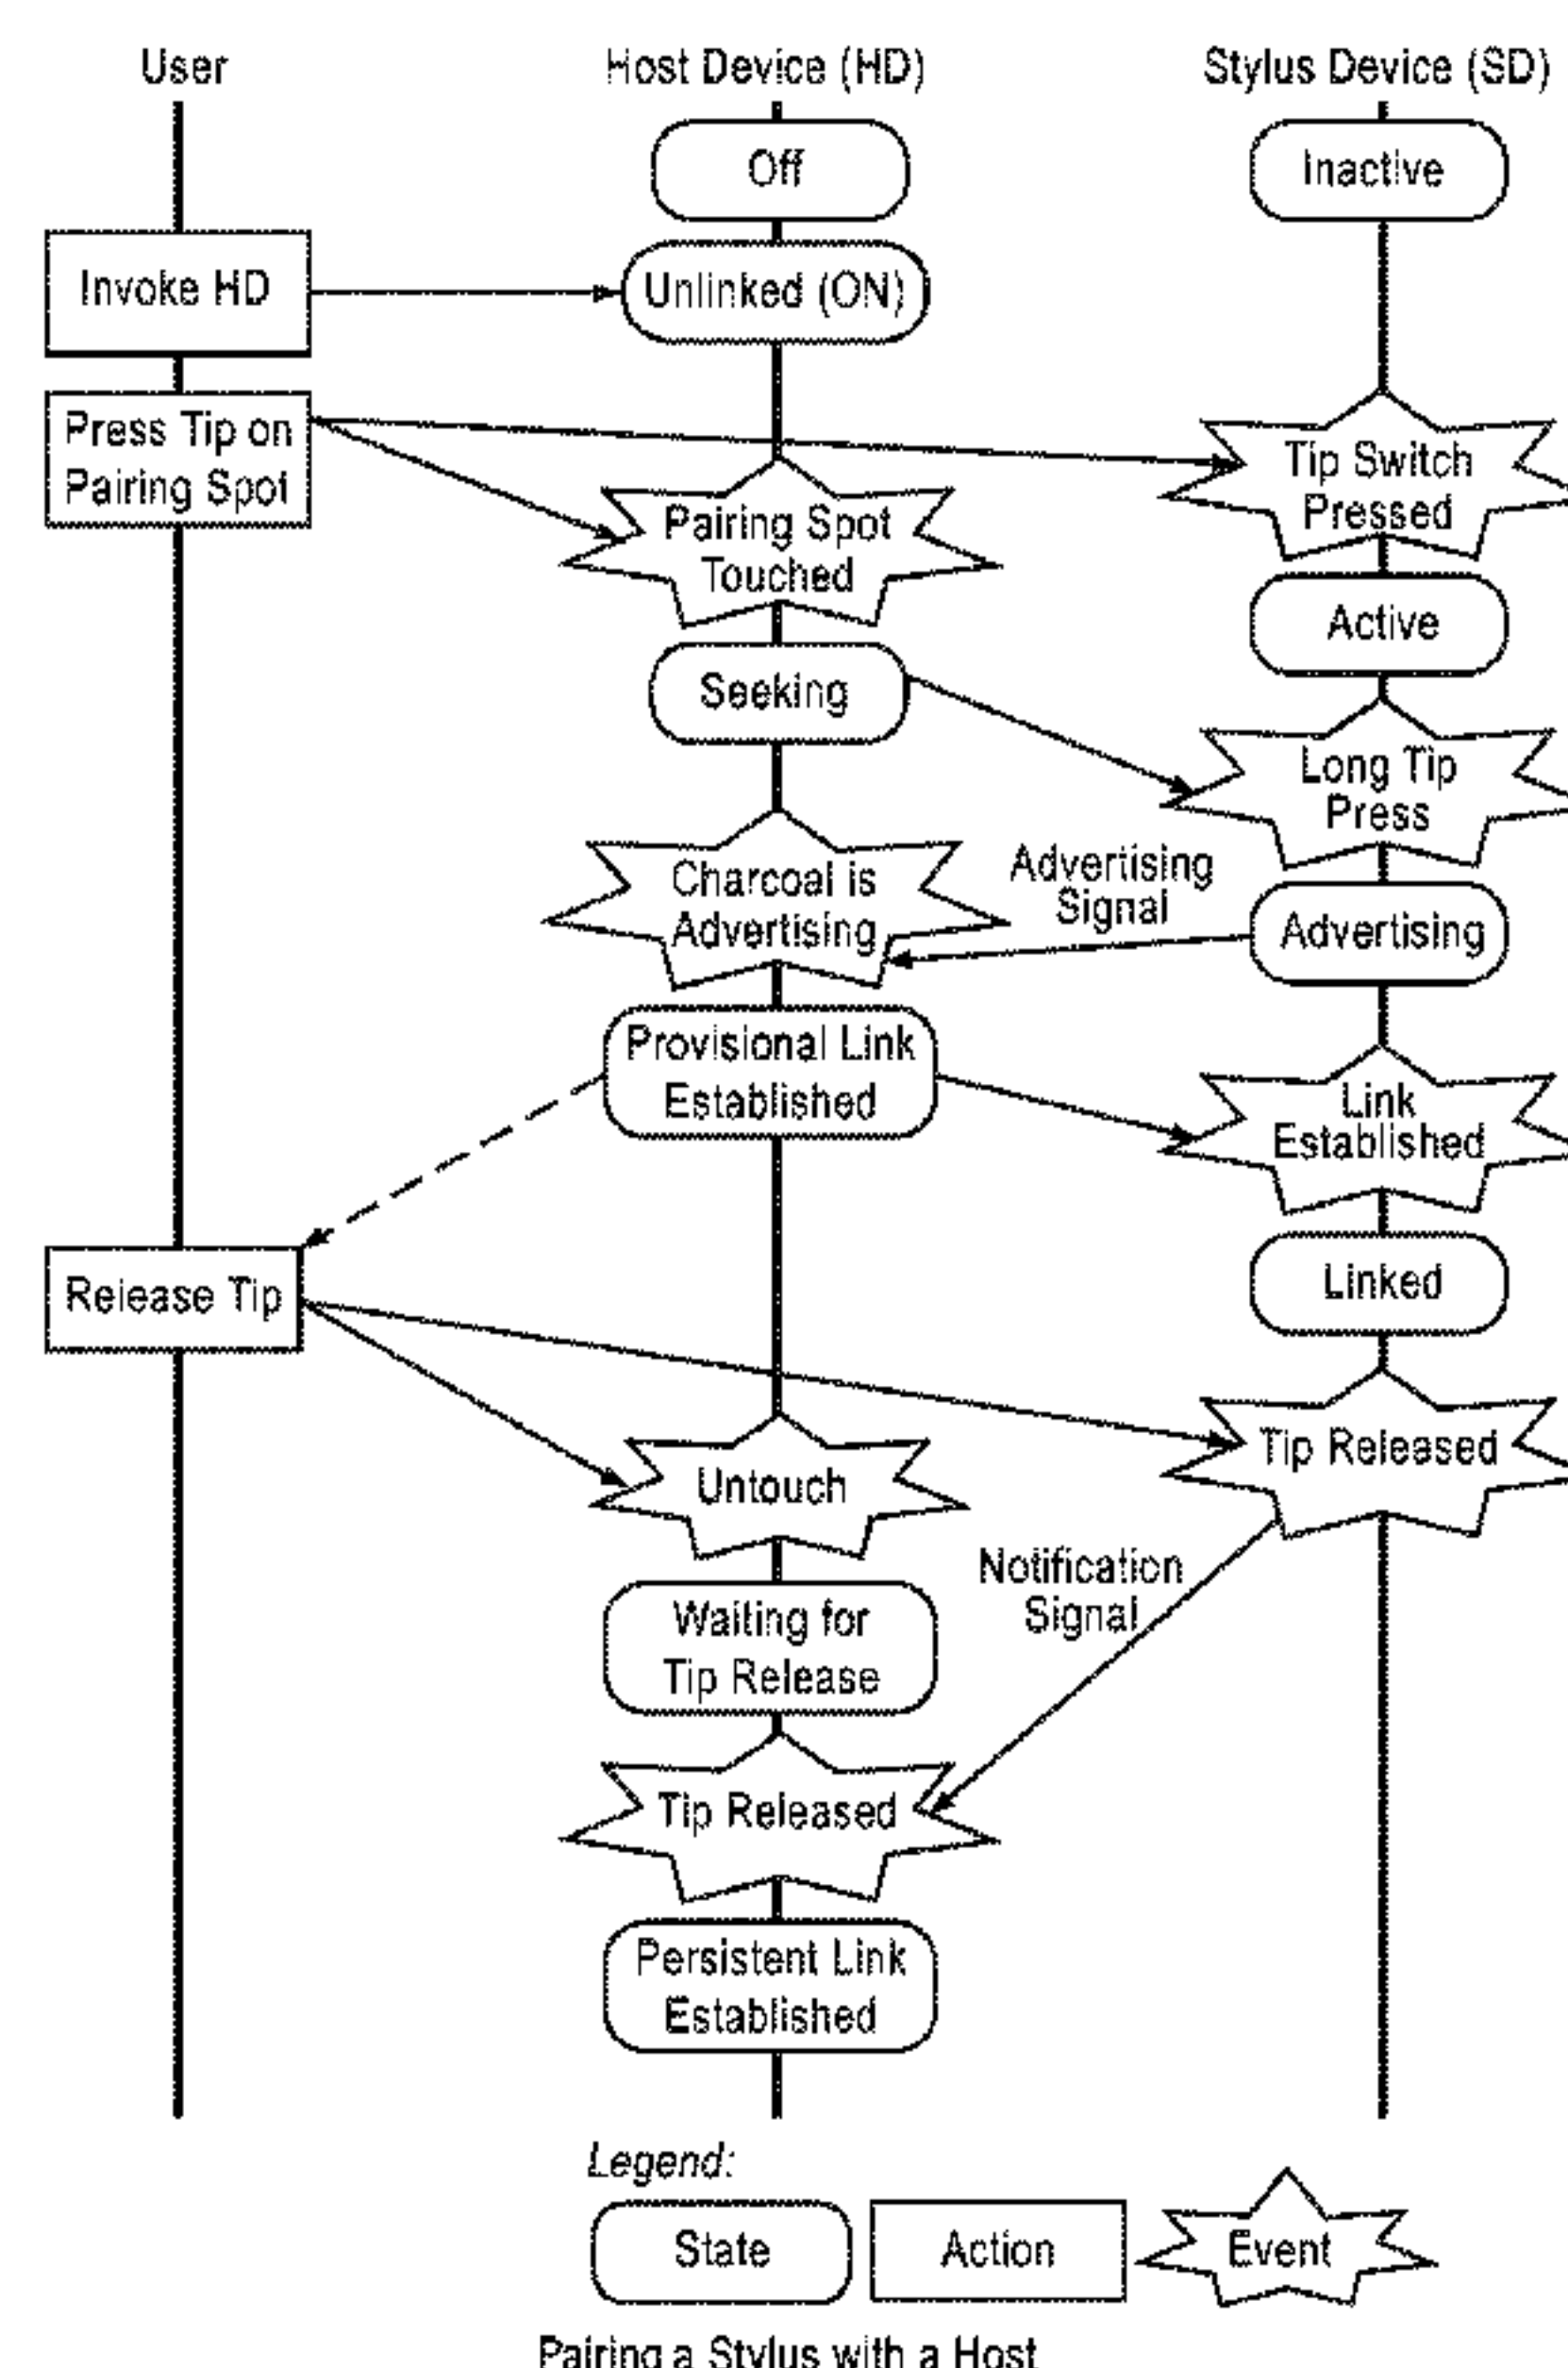 User
Host Device (HD)
Stylus Device (SD)
Off
Inactive
Invoke HD
Unlinked (ON)
Press Tip on
Pairing Spot
Tip Switch
Pressed
Pairing Spot
Touched
Active
Seeking
Long Tip
Press
Charcoal is
Advertising
Advertising
Signal
Advertising
Provisional Link
Established
Link
Established
Release Tip
Linked
Tip Released
Untouch
Notification
Signal
Waiting for
Tip Release
Tip Released
Persistent Link
Established
Legend:
State
Action
Event
Pairing a Stylus with a Host